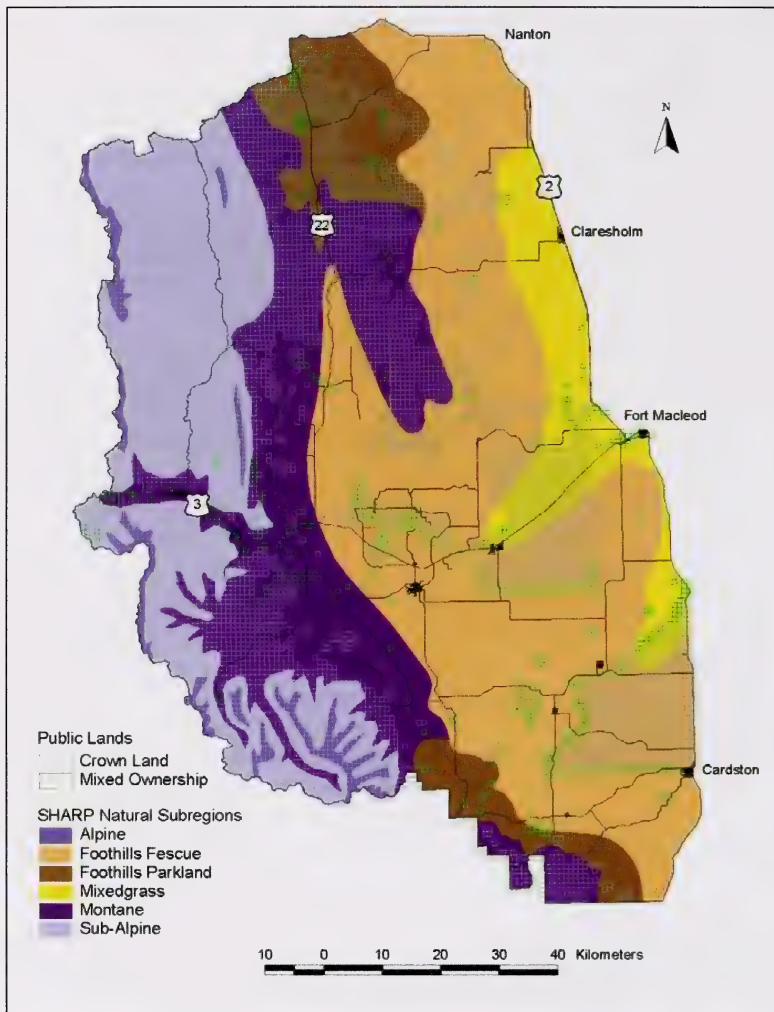 Nanton
N
2
22
Claresholm
Fort Macleod
3
Public Lands
Crown Land
Mixed Ownership
Cardston
SHARP Natural Subregions
Alpine
Foothills Fescue
Foothills Parkland
Mixedgrass
Montane
Sub-Alpine
10 0 10 20 30 40 Kilometers